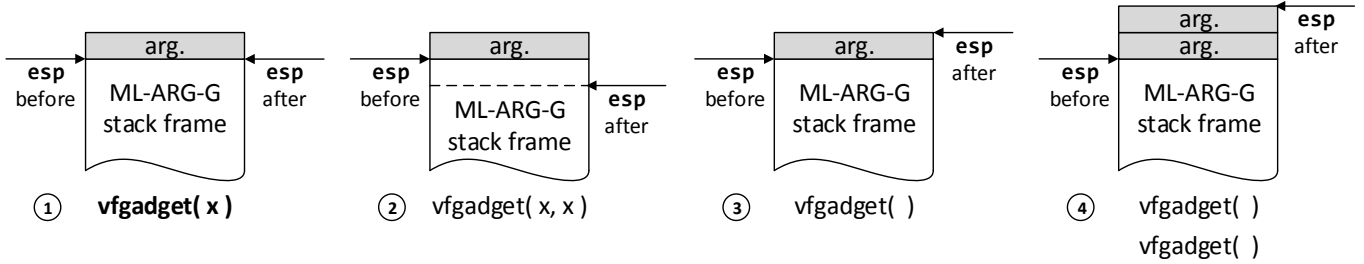 arg.
esp
before
esp
after
ML-ARG-G
stack frame
1 vfgadget( x )
arg.
esp
before
esp
after
ML-ARG-G
stack frame
2 vfgadget( x, x )
arg.
esp
after
esp
before
ML-ARG-G
stack frame
3 vfgadget( )
arg.
arg.
esp
after
esp
before
ML-ARG-G
stack frame
4 vfgadget( )
vfgadget( )